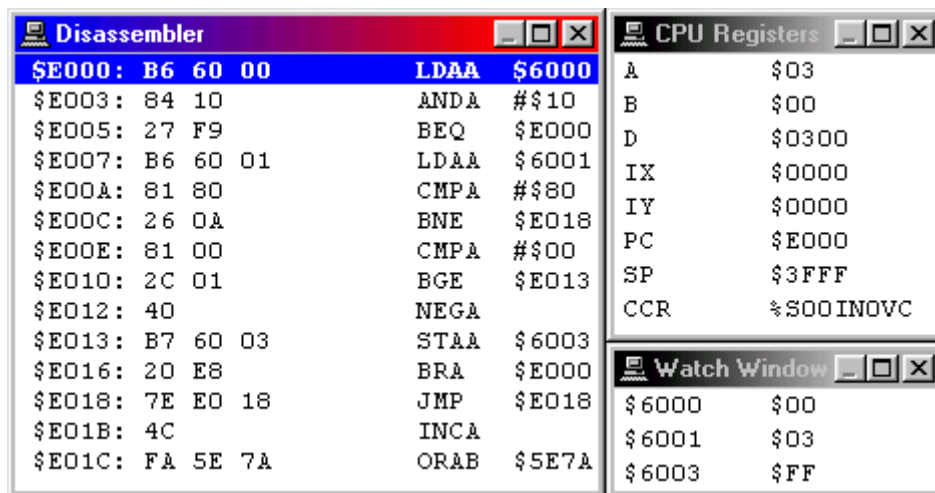 Disassembler
$E000: B6 60 00 LDAA $6000
$E003: 84 10 ANDA #$10
$E005: 27 F9 BEQ $E000
$E007: B6 60 01 LDAA $6001
$E00A: 81 80 CMPA #$80
$E00C: 26 0A BNE $E018
$E00E: 81 00 CMPA #$00
$E010: 2C 01 BGE $E013
$E012: 40 NEGA
$E013: B7 60 03 STAA $6003
$E016: 20 E8 BRA $E000
$E018: 7E E0 18 JMP $E018
$E01B: 4C INCA
$E01C: FA 5E 7A ORAB $5E7A
CPU Registers
A $03
B $00
D $0300
IX $0000
IY $0000
PC $E000
SP $3FFF
CCR %S00IN0VC
Watch Window
$6000 $00
$6001 $03
$6003 $FF